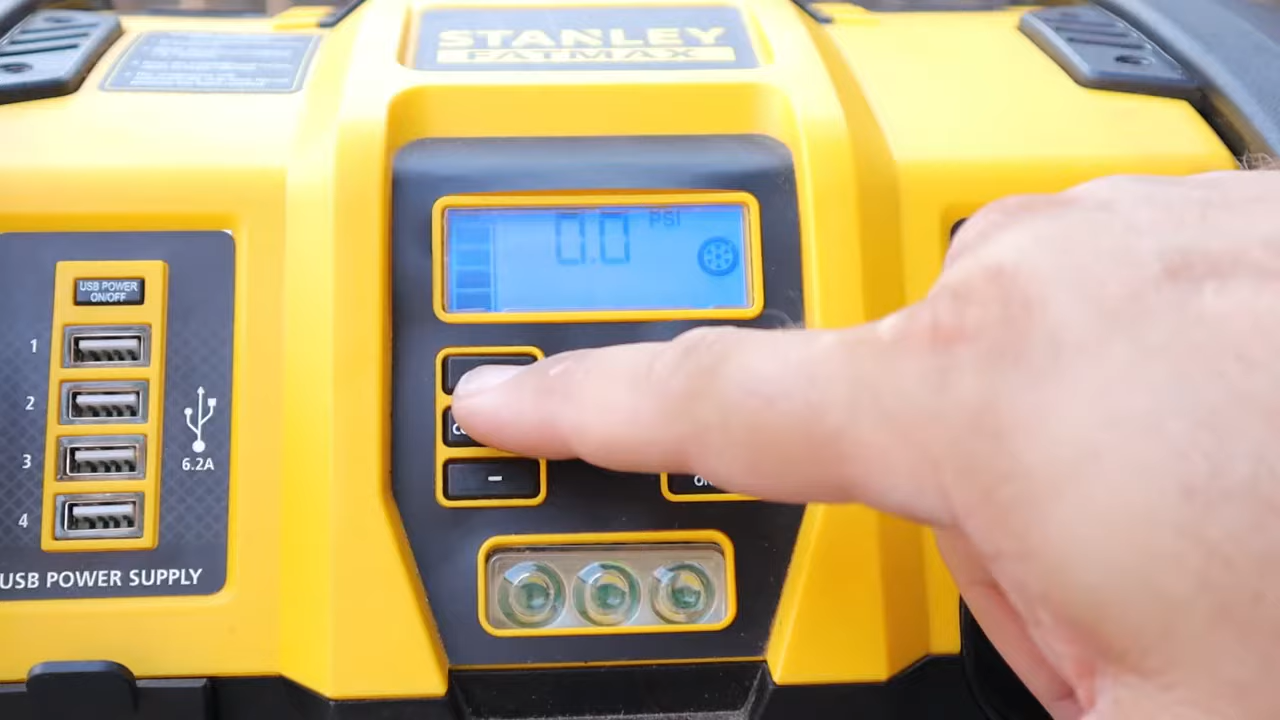 STANLEY
FATMAX
PSI
0.0
USB POWER
ON/OFF
1
2
3
4
6.2A
USB POWER SUPPLY
-